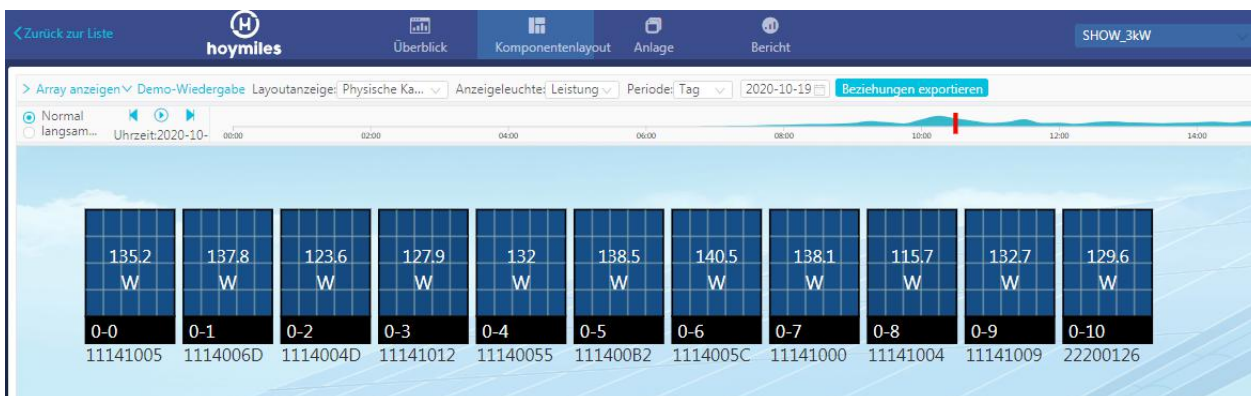 Zurück zur Liste
hoymiles
Überblick
Komponentenlayout
Anlage
Bericht
SHOW_3kW
Array anzeigen Demo-Wiedergabe Layoutanzeige: Physische Ka... Anzeigeleuchte: Leistung Periode: Tag 2020-10-19 Beziehungen exportieren
Normal
langsam... Uhrzeit:2020-10- 00:00 02:00 04:00 06:00 08:00 10:00 12:00 14:00
135.2 137.8 123.6 127.9 132 138.5 140.5 138.1 115.7 132.7 129.6
W W W W W W W W W W W
0-0 0-1 0-2 0-3 0-4 0-5 0-6 0-7 0-8 0-9 0-10
11141005 1114006D 1114004D 11141012 11140055 111400B2 1114005C 11141000 11141004 11141009 22200126